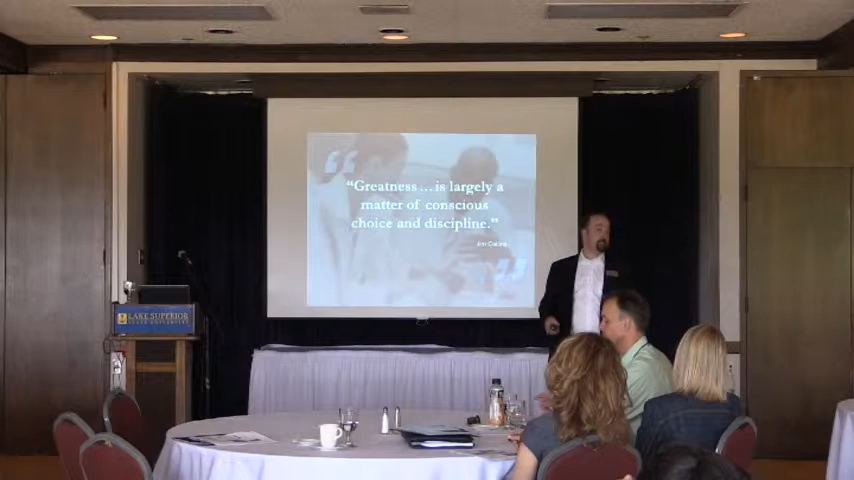 “Greatness ... is largely a
matter of conscious
choice and discipline.”
Jim Collins
LAKE SUPERIOR
STATE UNIVERSITY